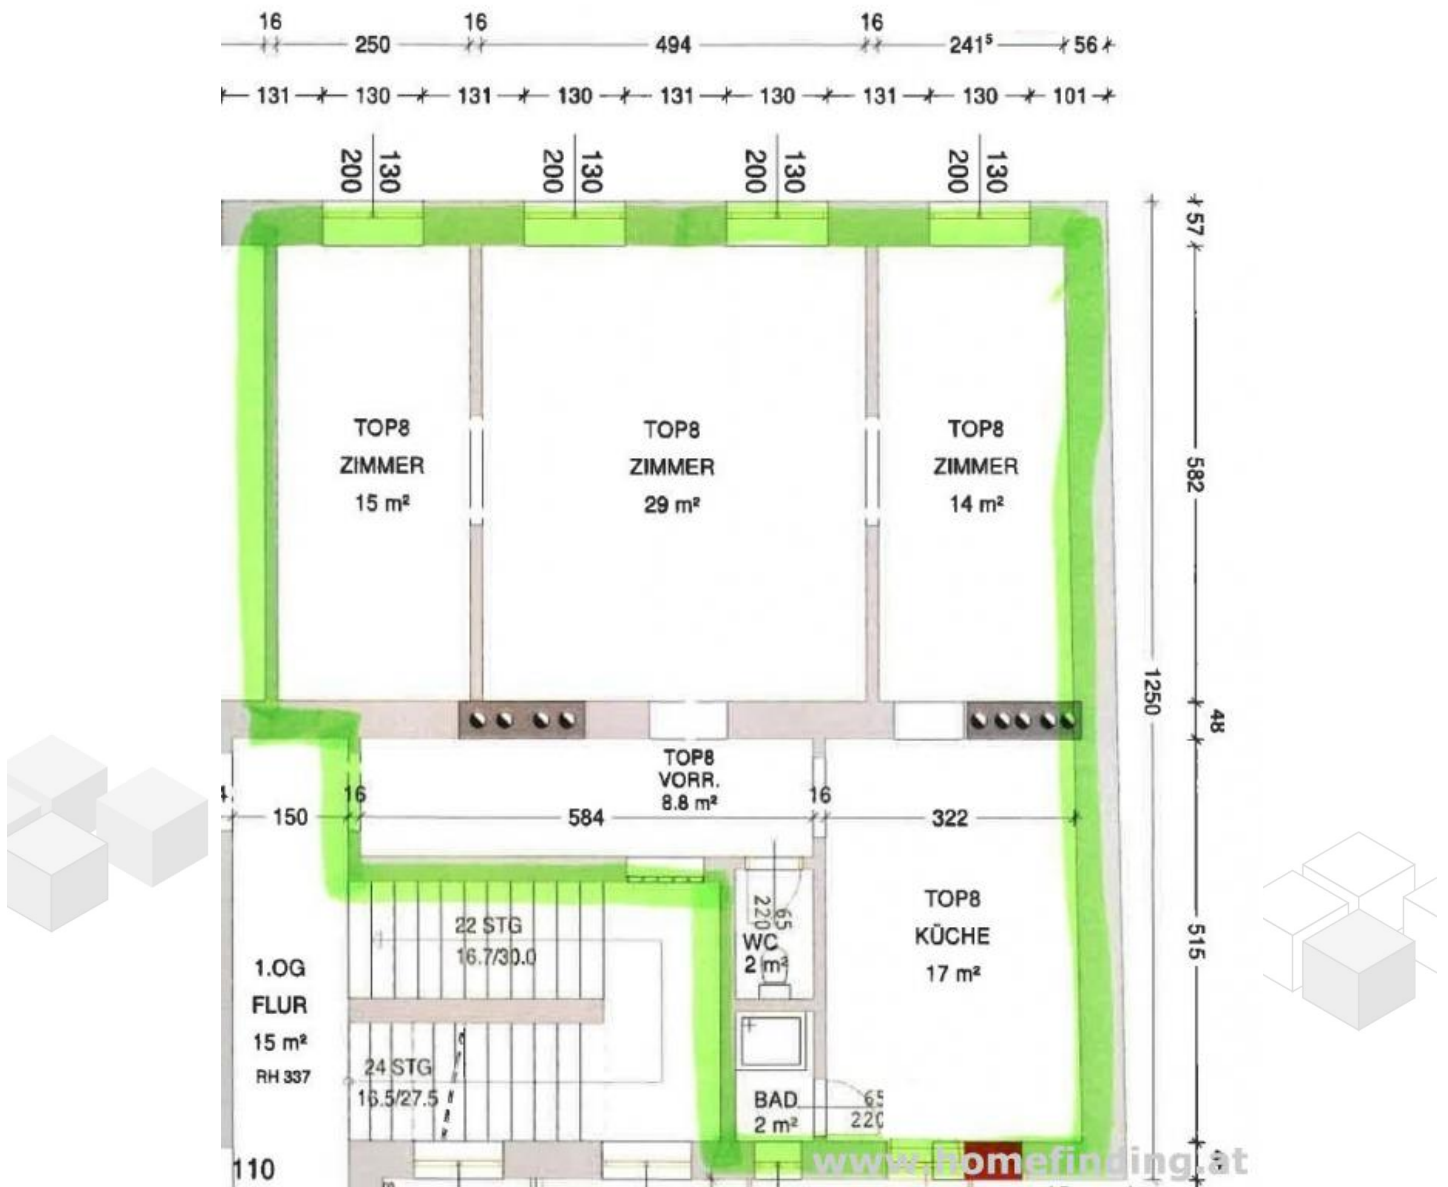 16 16 16
250 494 241⁵ 56
131 130 131 130 131 130 131 130 101
200 130 200 130 200 130 200 130
57
TOP8
ZIMMER
15 m²
TOP8
ZIMMER
29 m²
TOP8
ZIMMER
14 m²
582
1250
48
TOP8
VORR.
8.8 m²
16 16
150 584 322
22 STG
16.7/30.0
65
220
WC
2 m²
TOP8
KÜCHE
17 m²
515
1.OG
FLUR
15 m²
RH 337
24 STG
16.5/27.5
BAD
2 m²
65
220
110
www.homefinding.at